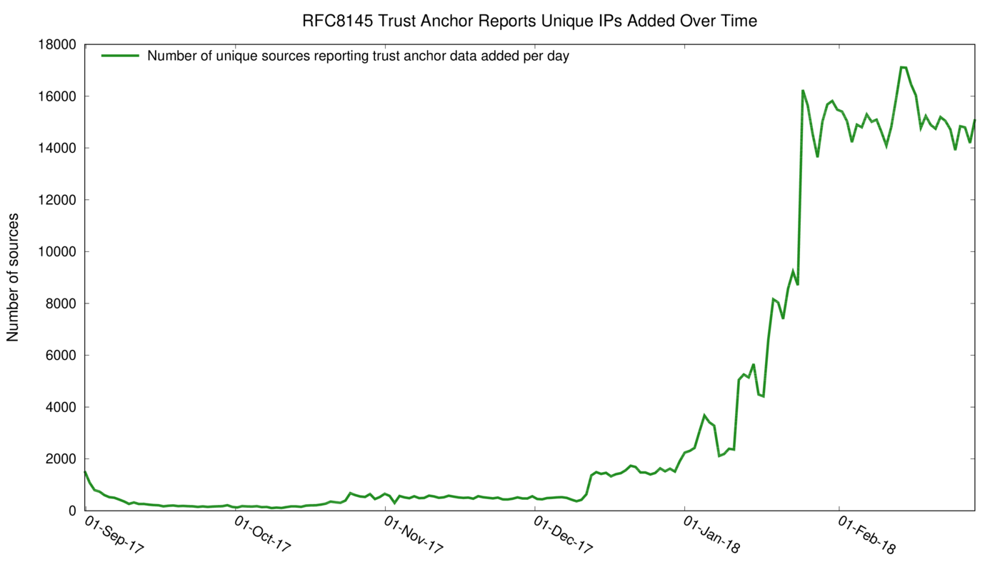 RFC8145 Trust Anchor Reports Unique IPs Added Over Time
Number of unique sources reporting trust anchor data added per day
Number of sources
18000
16000
14000
12000
10000
8000
6000
4000
2000
0
01-Sep-17
01-Oct-17
01-Nov-17
01-Dec-17
01-Jan-18
01-Feb-18